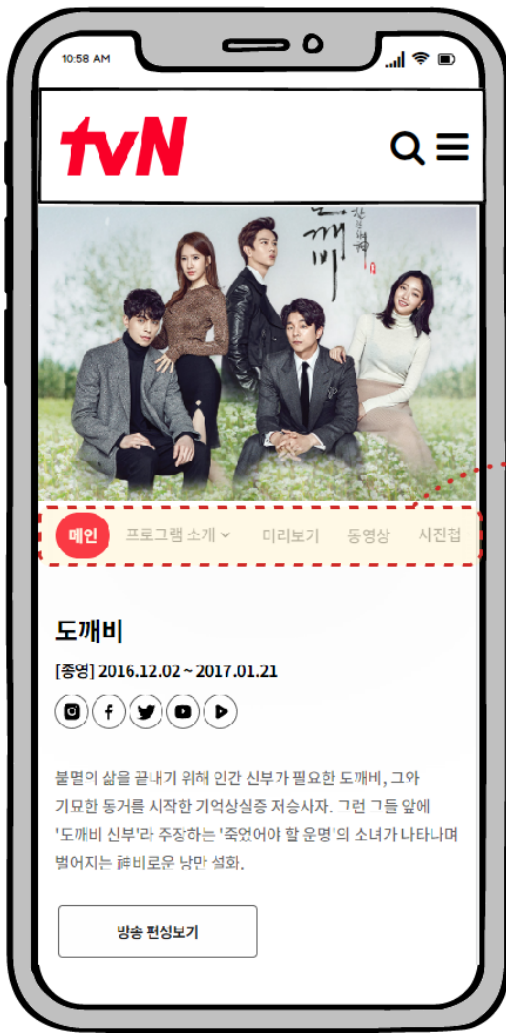 10:58 AM
tvN
도깨비
메인 프로그램 소개 미리보기 동영상 사진첩
도깨비
[종영] 2016.12.02 ~ 2017.01.21
불멸의 삶을 끝내기 위해 인간 신부가 필요한 도깨비, 그와
기묘한 동거를 시작한 기억상실증 저승사자. 그런 그들 앞에
'도깨비 신부'라 주장하는 '죽었어야 할 운명'의 소녀가 나타나며
벌어지는 神비로운 낭만 설화.
방송 편성보기